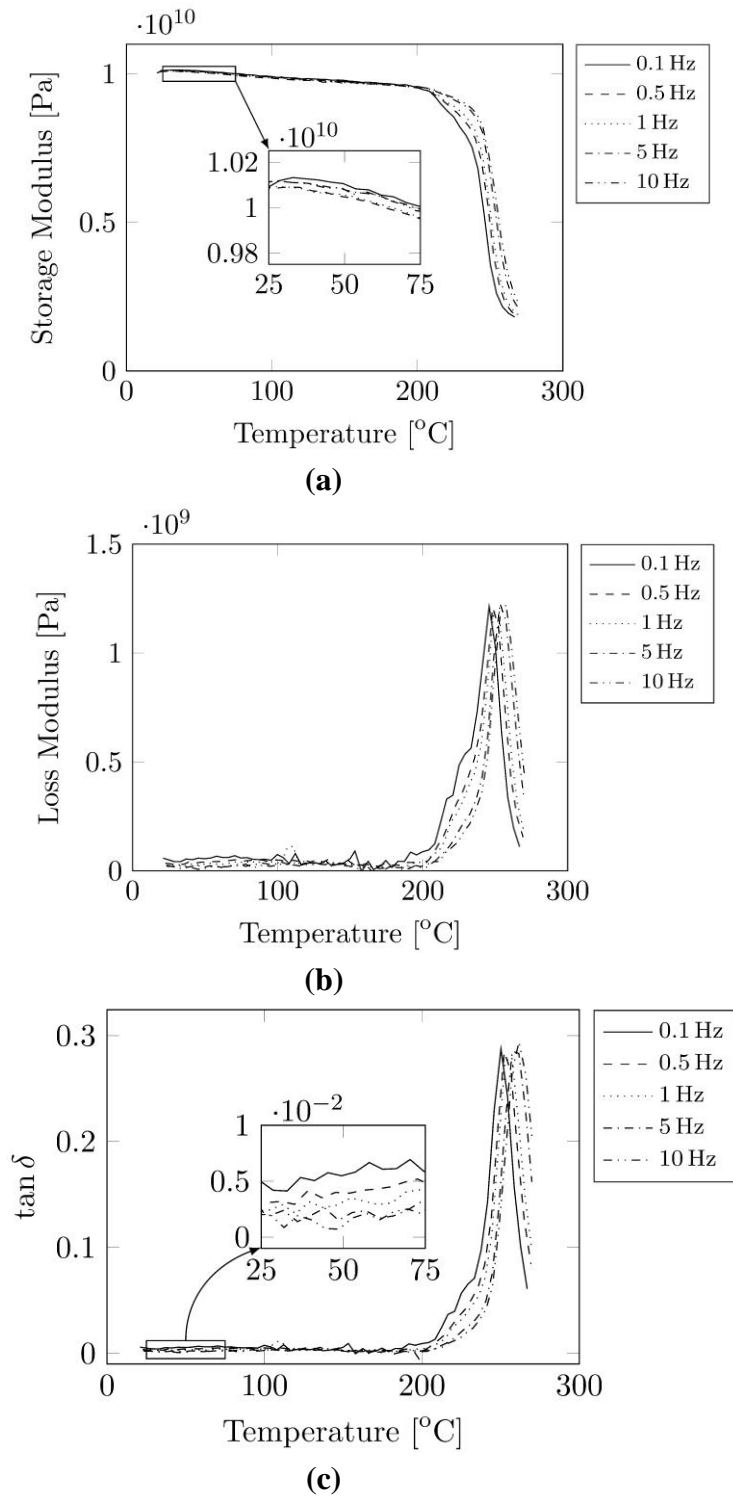 ·10^10
Storage Modulus [Pa]
1
0.5
0
0 100 200 300
Temperature [°C]
0.1 Hz
0.5 Hz
1 Hz
5 Hz
10 Hz
·10^10
1.02
1
0.98
25 50 75
(a)
·10^9
Loss Modulus [Pa]
1.5
1
0.5
0
0 100 200 300
Temperature [°C]
0.1 Hz
0.5 Hz
1 Hz
5 Hz
10 Hz
(b)
tan δ
0.3
0.2
0.1
0
0 100 200 300
Temperature [°C]
0.1 Hz
0.5 Hz
1 Hz
5 Hz
10 Hz
·10^−2
1
0.5
0
25 50 75
(c)